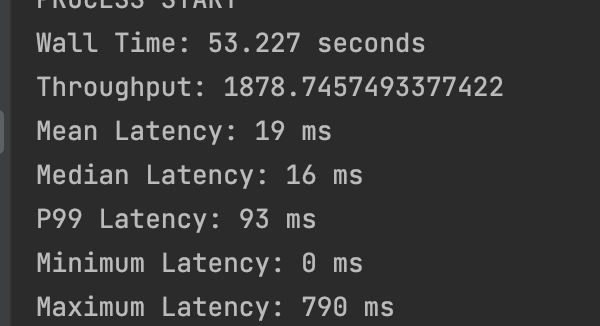 PROCESS START
Wall Time: 53.227 seconds
Throughput: 1878.7457493377422
Mean Latency: 19 ms
Median Latency: 16 ms
P99 Latency: 93 ms
Minimum Latency: 0 ms
Maximum Latency: 790 ms